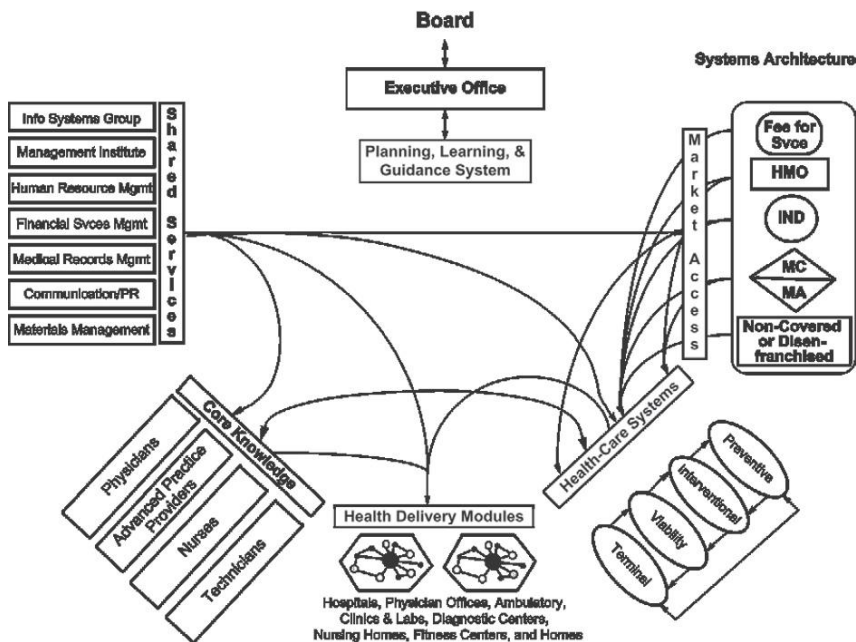 Board
Systems Architecture
Executive Office
Planning, Learning, &
Guidance System
Info Systems Group
Management Institute
Human Resource Mgmt
Financial Svces Mgmt
Medical Records Mgmt
Communication/PR
Materials Management
Shared Services
Market Access
Fee for
Svce
HMO
IND
MC
MA
Non-Covered
or Disen-
franchised
Core Knowledge
Physicians
Advanced Practice
Providers
Nurses
Technicians
Health-Care Systems
Preventive
Interventional
Viability
Terminal
Health Delivery Modules
Hospitals, Physician Offices, Ambulatory,
Clinics & Labs, Diagnostic Centers,
Nursing Homes, Fitness Centers, and Homes